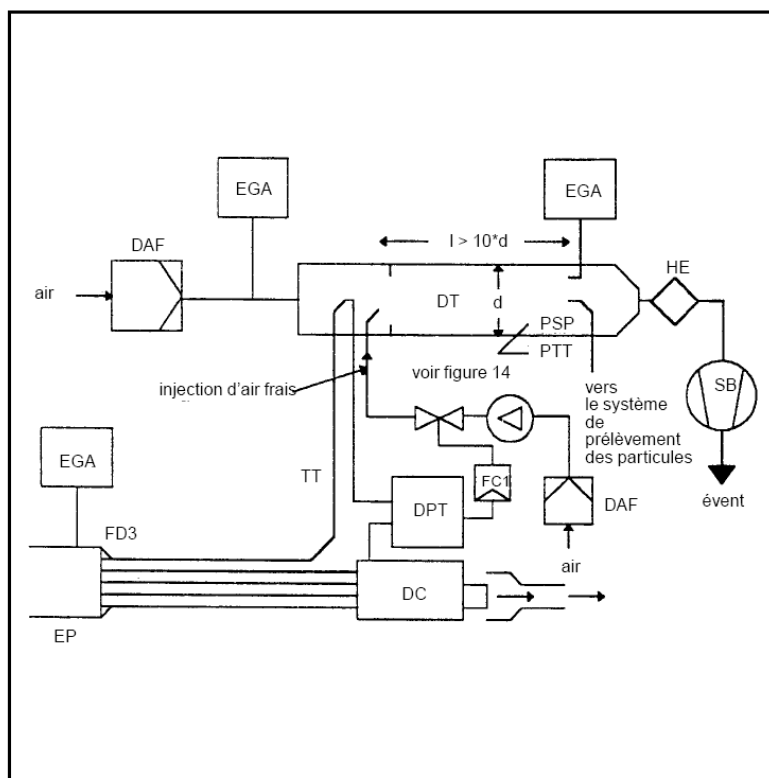 EGA
EGA
DAF
l > 10*d
HE
air
DT
d
PSP
PTT
injection d'air frais
voir figure 14
vers
le système
de
prélèvement
des particules
SB
EGA
TT
FC1
DPT
DAF
évent
FD3
air
DC
EP